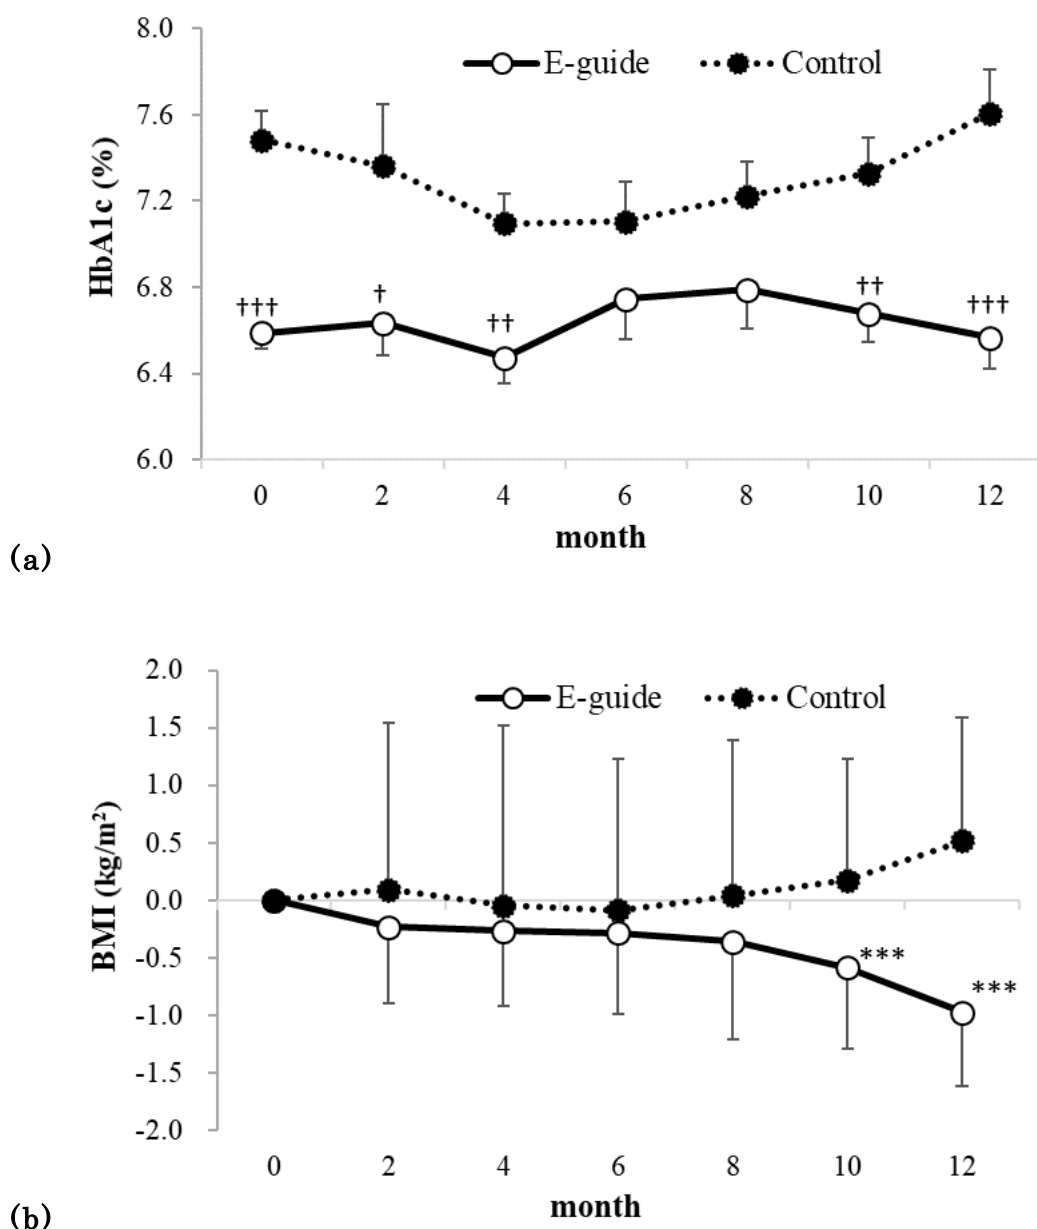 8.0
E-guide Control
7.6
7.2
HbA1c (%)
6.8
††† † †† †† †††
6.4
6.0
0 2 4 6 8 10 12
month
(a)
2.0
E-guide Control
1.5
1.0
0.5
0.0
BMI (kg/m²)
-0.5
***
***
-1.0
-1.5
-2.0
0 2 4 6 8 10 12
month
(b)